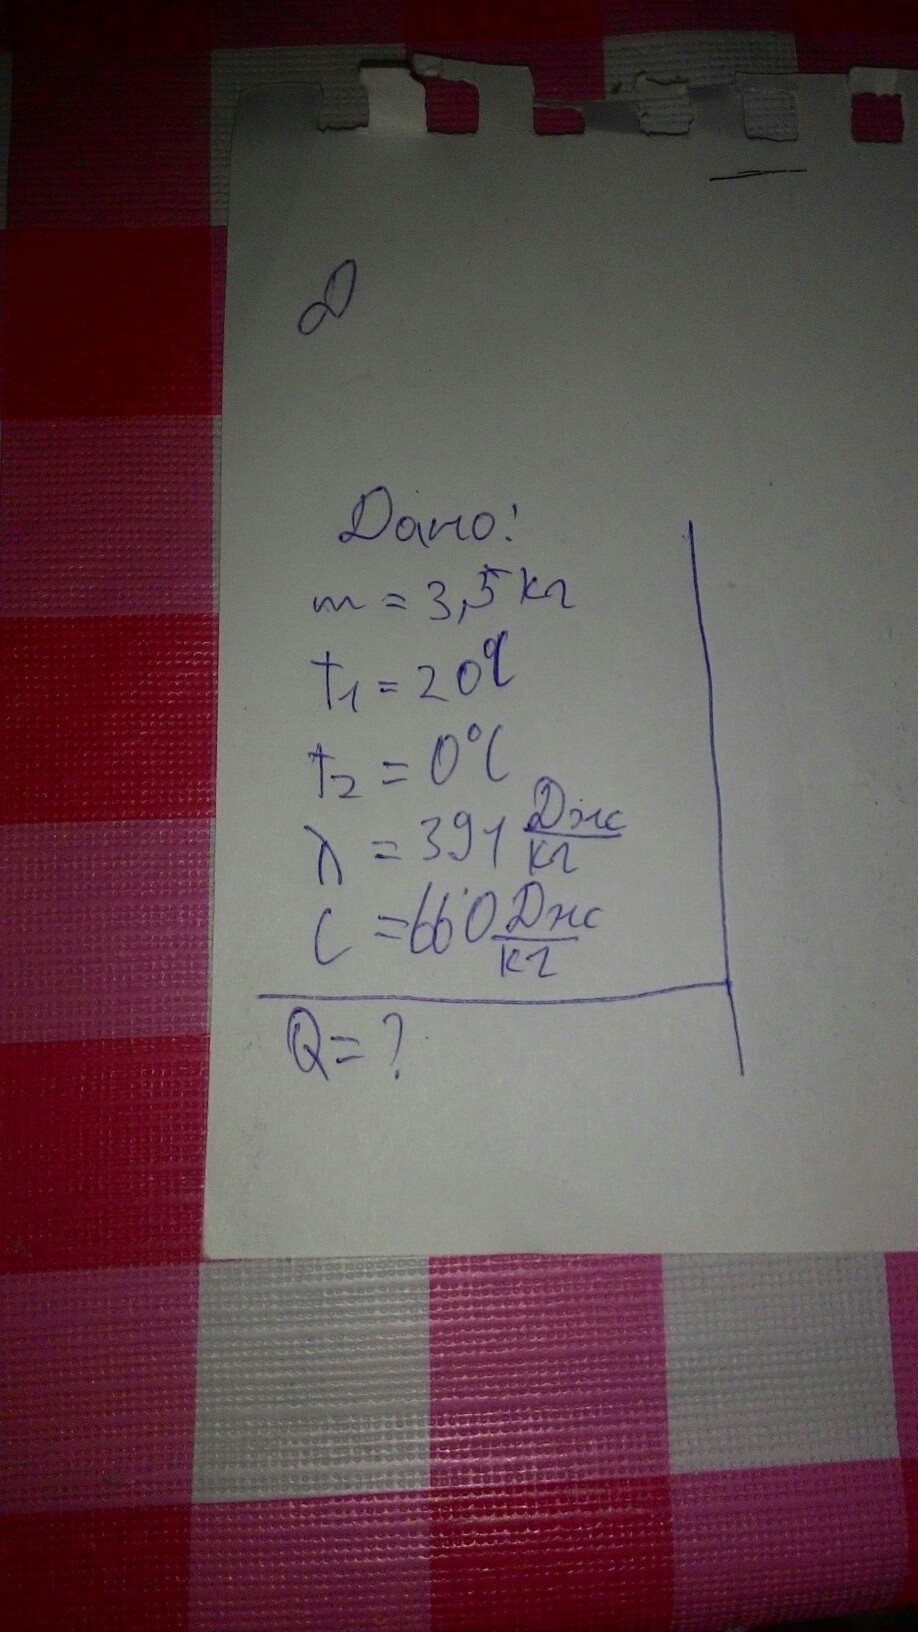 Дано:
m = 3,5 кг
t₁ = 20°C
t₂ = 0°C
λ = 391 Дж/кг
C = 660 Дж/кг
Q = ?